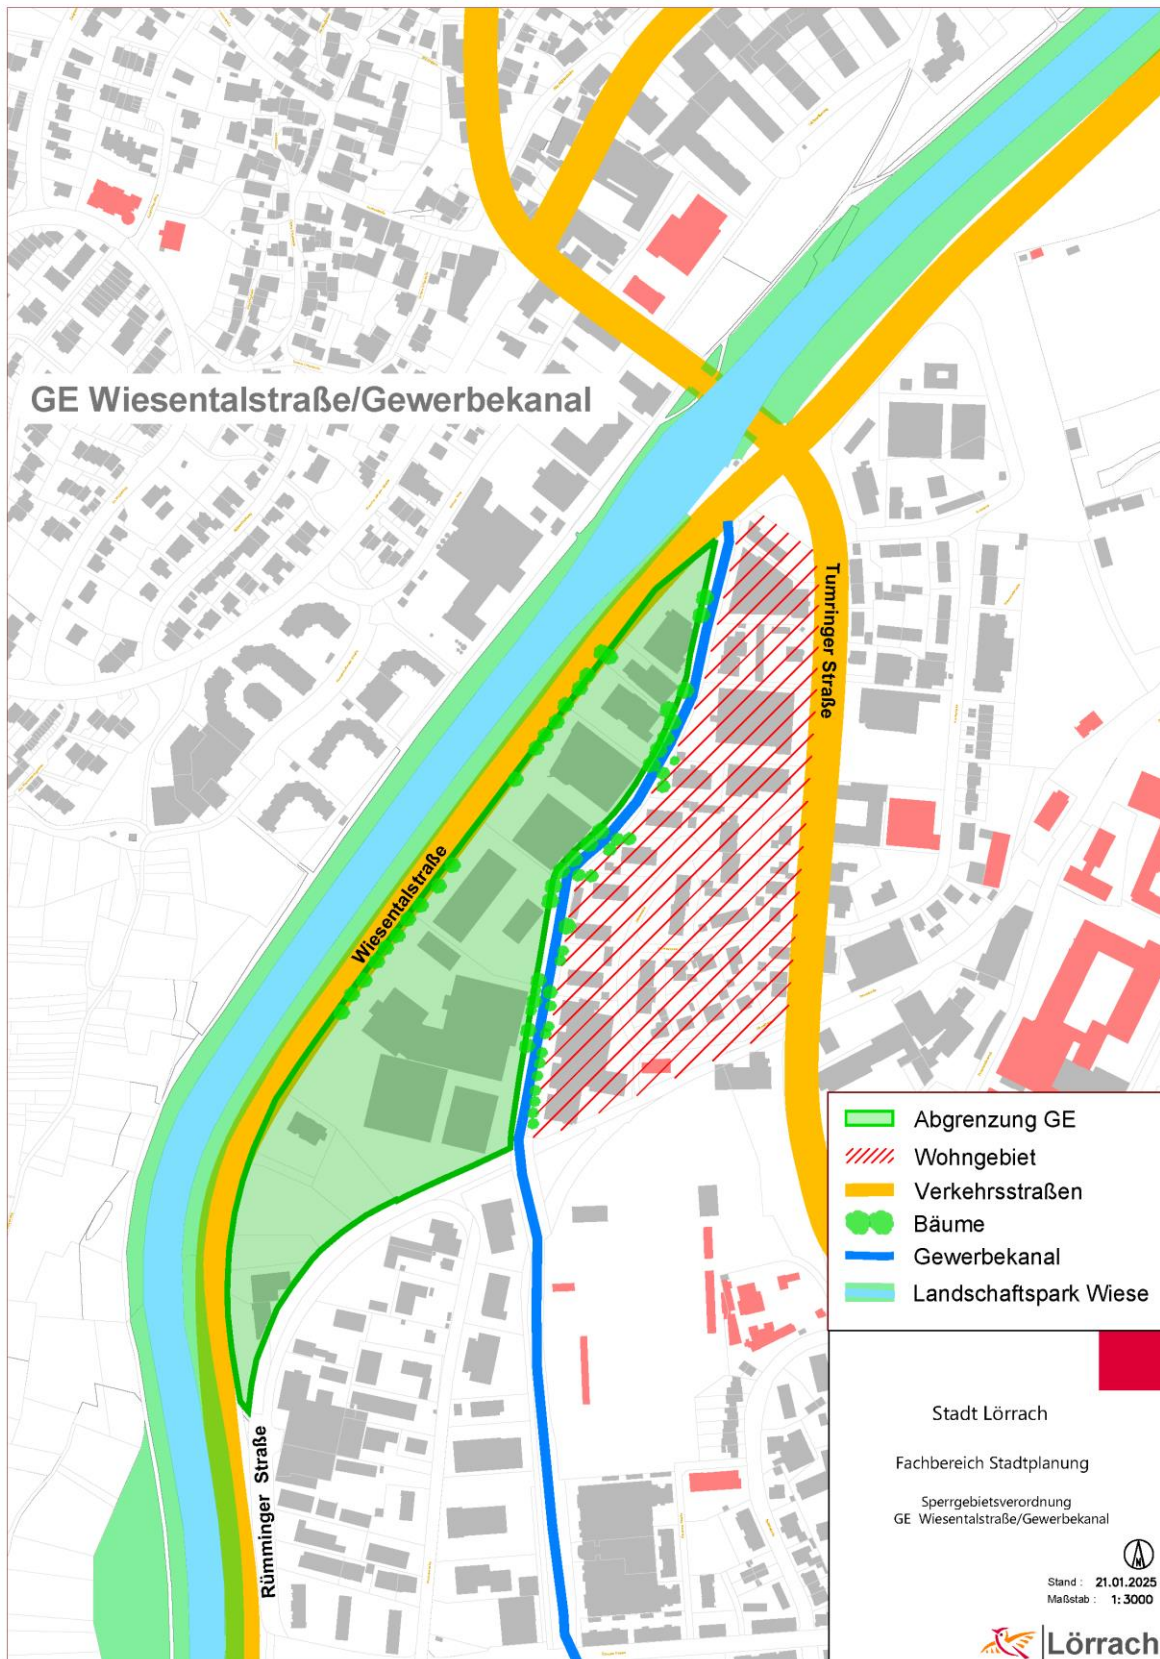 GE Wiesentalstraße/Gewerbekanal
Tumringer Straße
Wiesentalstraße
Rümminger Straße
Abgrenzung GE
Wohngebiet
Verkehrsstraßen
Bäume
Gewerbekanal
Landschaftspark Wiese
Stadt Lörrach
Fachbereich Stadtplanung
Sperrgebietsverordnung
GE Wiesentalstraße/Gewerbekanal
N
Stand : 21.01.2025
Maßstab : 1:3000
Lörrach